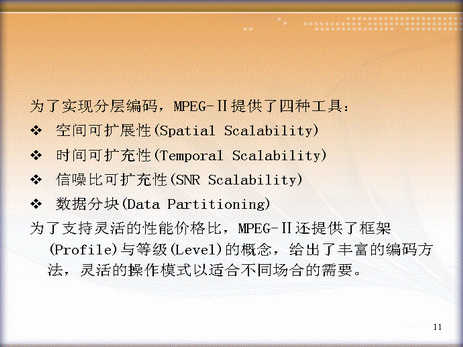 为了实现分层编码，MPEG-Ⅱ提供了四种工具：
❖ 空间可扩展性(Spatial Scalability)
❖ 时间可扩充性(Temporal Scalability)
❖ 信噪比可扩充性(SNR Scalability)
❖ 数据分块(Data Partitioning)
为了支持灵活的性能价格比，MPEG-Ⅱ还提供了框架
(Profile)与等级(Level)的概念，给出了丰富的编码方
法，灵活的操作模式以适合不同场合的需要。
11